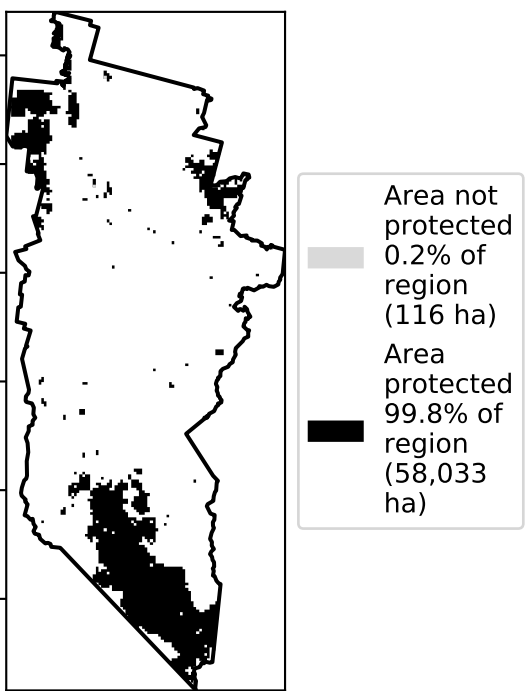 Area not
protected
0.2% of
region
(116 ha)
Area
protected
99.8% of
region
(58,033
ha)